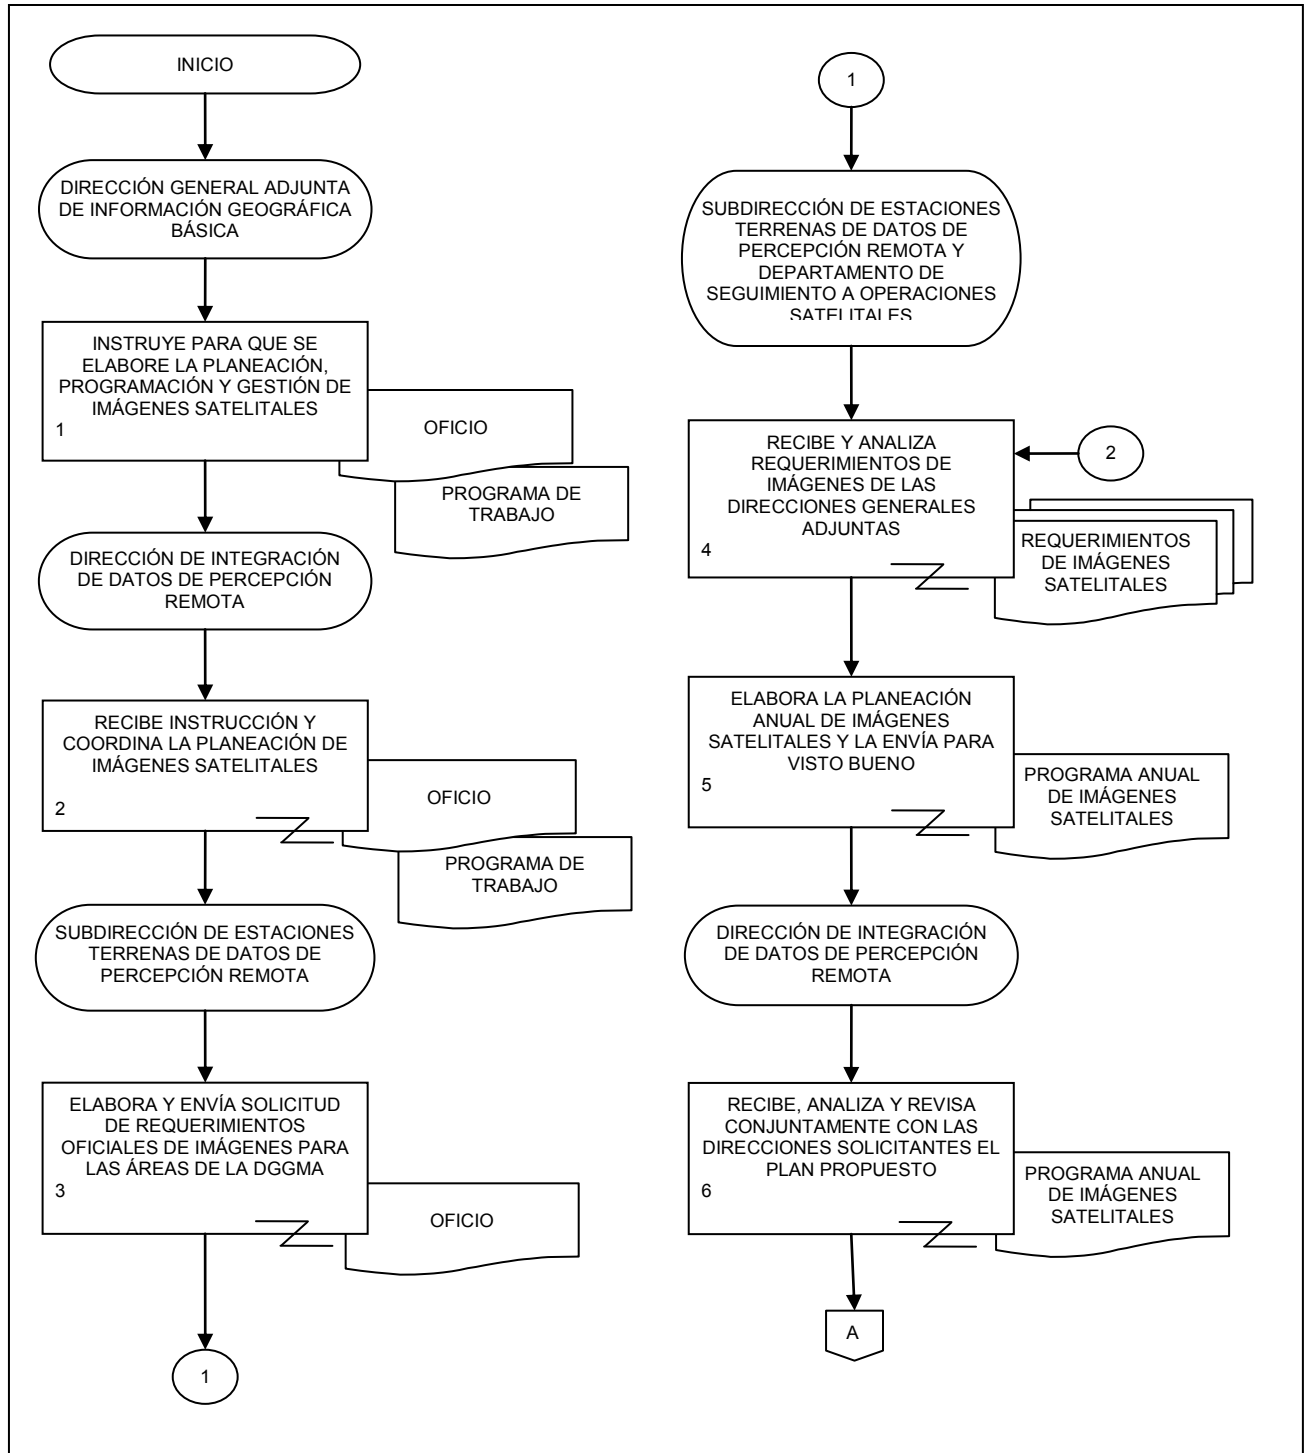 INICIO
DIRECCIÓN GENERAL ADJUNTA
DE INFORMACIÓN GEOGRÁFICA
BÁSICA
INSTRUYE PARA QUE SE
ELABORE LA PLANEACIÓN,
PROGRAMACIÓN Y GESTIÓN DE
IMÁGENES SATELITALES
1
OFICIO
PROGRAMA DE
TRABAJO
DIRECCIÓN DE INTEGRACIÓN
DE DATOS DE PERCEPCIÓN
REMOTA
RECIBE INSTRUCCIÓN Y
COORDINA LA PLANEACIÓN DE
IMÁGENES SATELITALES
2
OFICIO
PROGRAMA DE
TRABAJO
SUBDIRECCIÓN DE ESTACIONES
TERRENAS DE DATOS DE
PERCEPCIÓN REMOTA
ELABORA Y ENVÍA SOLICITUD
DE REQUERIMIENTOS
OFICIALES DE IMÁGENES PARA
LAS ÁREAS DE LA DGGMA
3
OFICIO
1
1
SUBDIRECCIÓN DE ESTACIONES
TERRENAS DE DATOS DE
PERCEPCIÓN REMOTA Y
DEPARTAMENTO DE
SEGUIMIENTO A OPERACIONES
SATELITALES
RECIBE Y ANALIZA
REQUERIMIENTOS DE
IMÁGENES DE LAS
DIRECCIONES GENERALES
ADJUNTAS
4
2
REQUERIMIENTOS
DE IMÁGENES
SATELITALES
ELABORA LA PLANEACIÓN
ANUAL DE IMÁGENES
SATELITALES Y LA ENVÍA PARA
VISTO BUENO
5
PROGRAMA ANUAL
DE IMÁGENES
SATELITALES
DIRECCIÓN DE INTEGRACIÓN
DE DATOS DE PERCEPCIÓN
REMOTA
RECIBE, ANALIZA Y REVISA
CONJUNTAMENTE CON LAS
DIRECCIONES SOLICITANTES EL
PLAN PROPUESTO
6
PROGRAMA ANUAL
DE IMÁGENES
SATELITALES
A